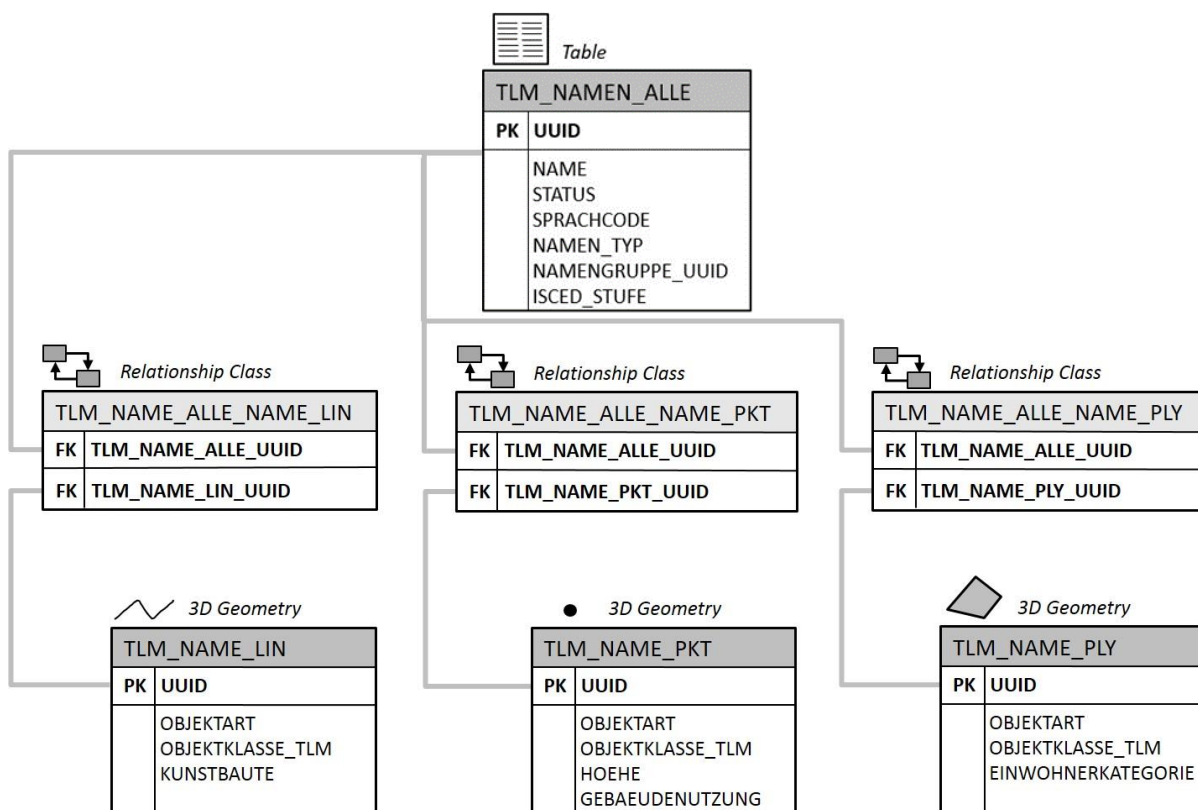 Table
TLM_NAMEN_ALLE
PK UUID
NAME
STATUS
SPRACHCODE
NAMEN_TYP
NAMENGRUPPE_UUID
ISCED_STUFE
Relationship Class
TLM_NAME_ALLE_NAME_LIN
FK TLM_NAME_ALLE_UUID
FK TLM_NAME_LIN_UUID
Relationship Class
TLM_NAME_ALLE_NAME_PKT
FK TLM_NAME_ALLE_UUID
FK TLM_NAME_PKT_UUID
Relationship Class
TLM_NAME_ALLE_NAME_PLY
FK TLM_NAME_ALLE_UUID
FK TLM_NAME_PLY_UUID
3D Geometry
TLM_NAME_LIN
PK UUID
OBJEKTART
OBJEKTKLASSE_TLM
KUNSTBAUTE
3D Geometry
TLM_NAME_PKT
PK UUID
OBJEKTART
OBJEKTKLASSE_TLM
HOEHE
GEBAEUDENUTZUNG
3D Geometry
TLM_NAME_PLY
PK UUID
OBJEKTART
OBJEKTKLASSE_TLM
EINWOHNERKATEGORIE